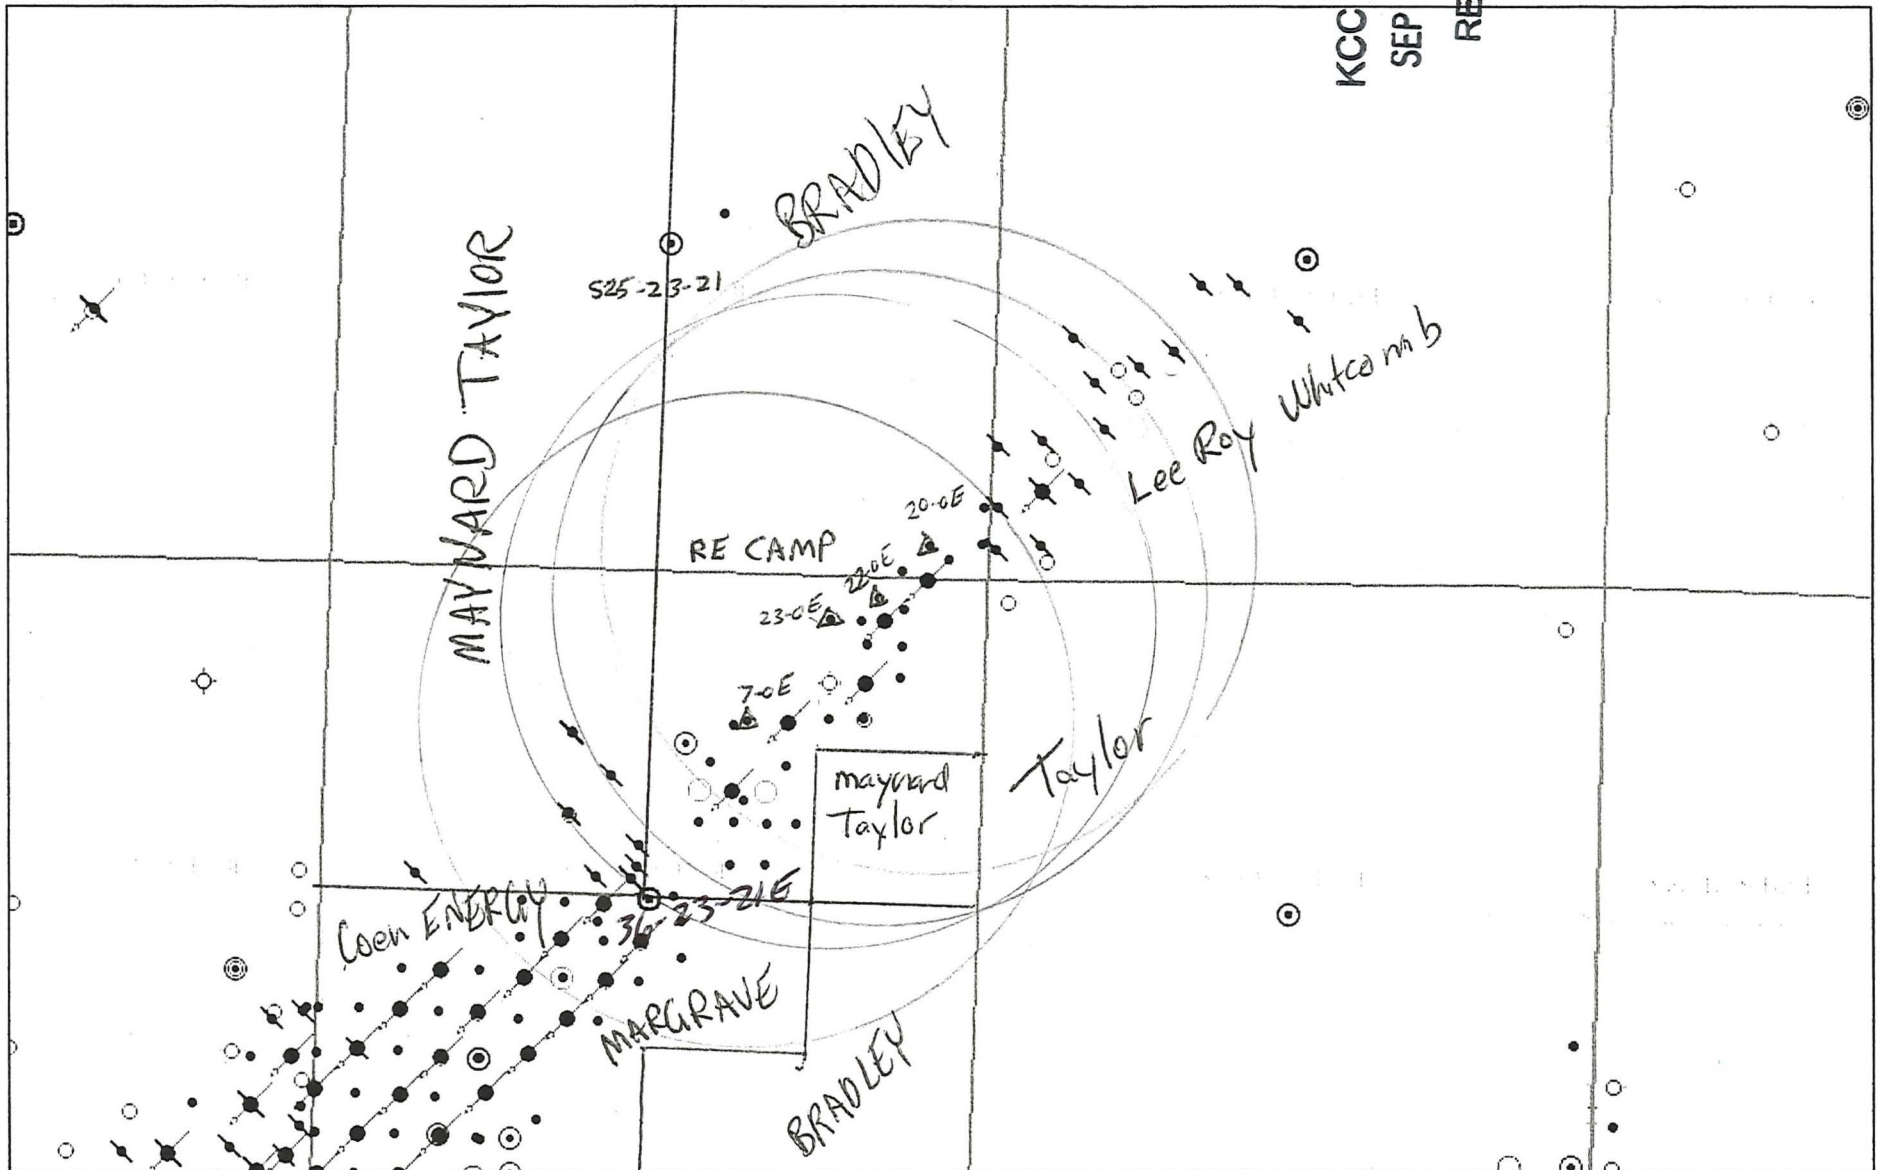 KCC
SEP
RE
BRADLEY
MAYNARD TAYLOR
S25-23-21
Lee Roy Whitcomb
20-0E
RE CAMP
22-0E
23-0E
7-0E
Taylor
maynard
Taylor
Coen ENERGY
36-23-21E
MARGRAVE
BRADLEY